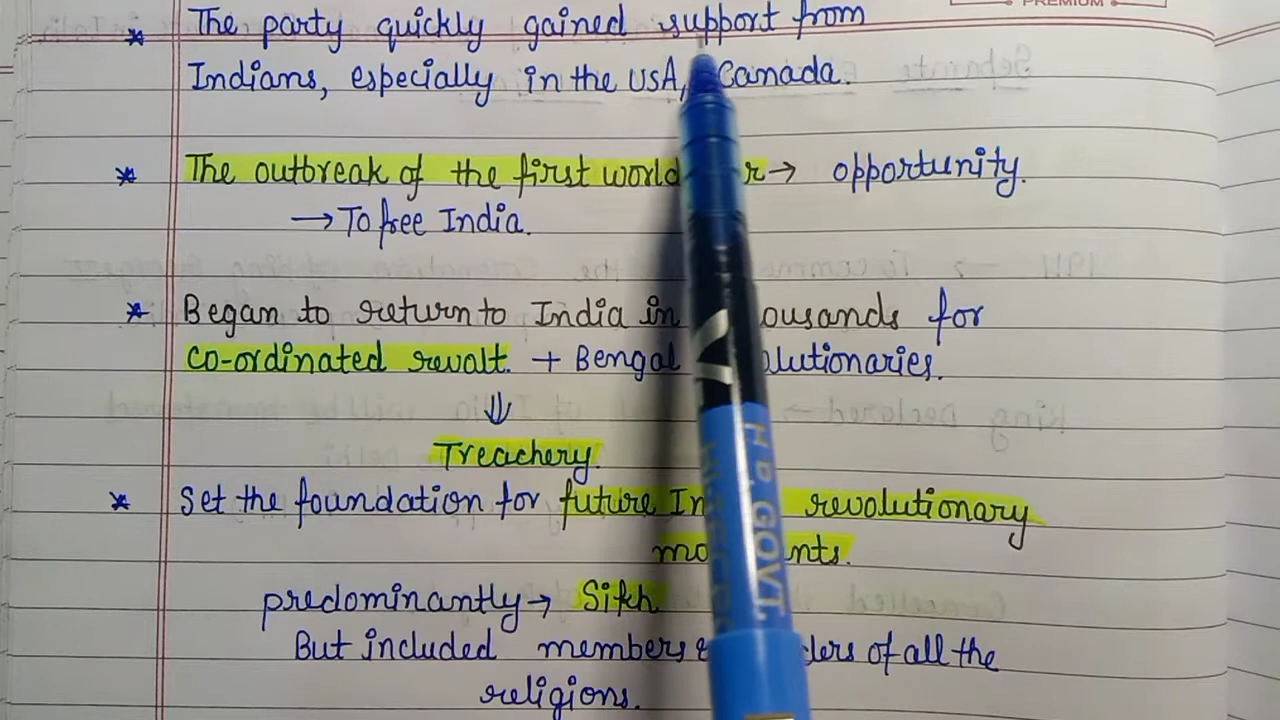 PREMIUM
* The party quickly gained support from
Indians, especially in the USA, Canada.
* The outbreak of the first world → opportunity.
→ To free India.
* Began to return to India in for
Co-ordinated revolt. + Bengal
⇓
Treachery.
* Set the foundation for future revolutionary
predominantly → Sikh
But included members of all the
religions.
V